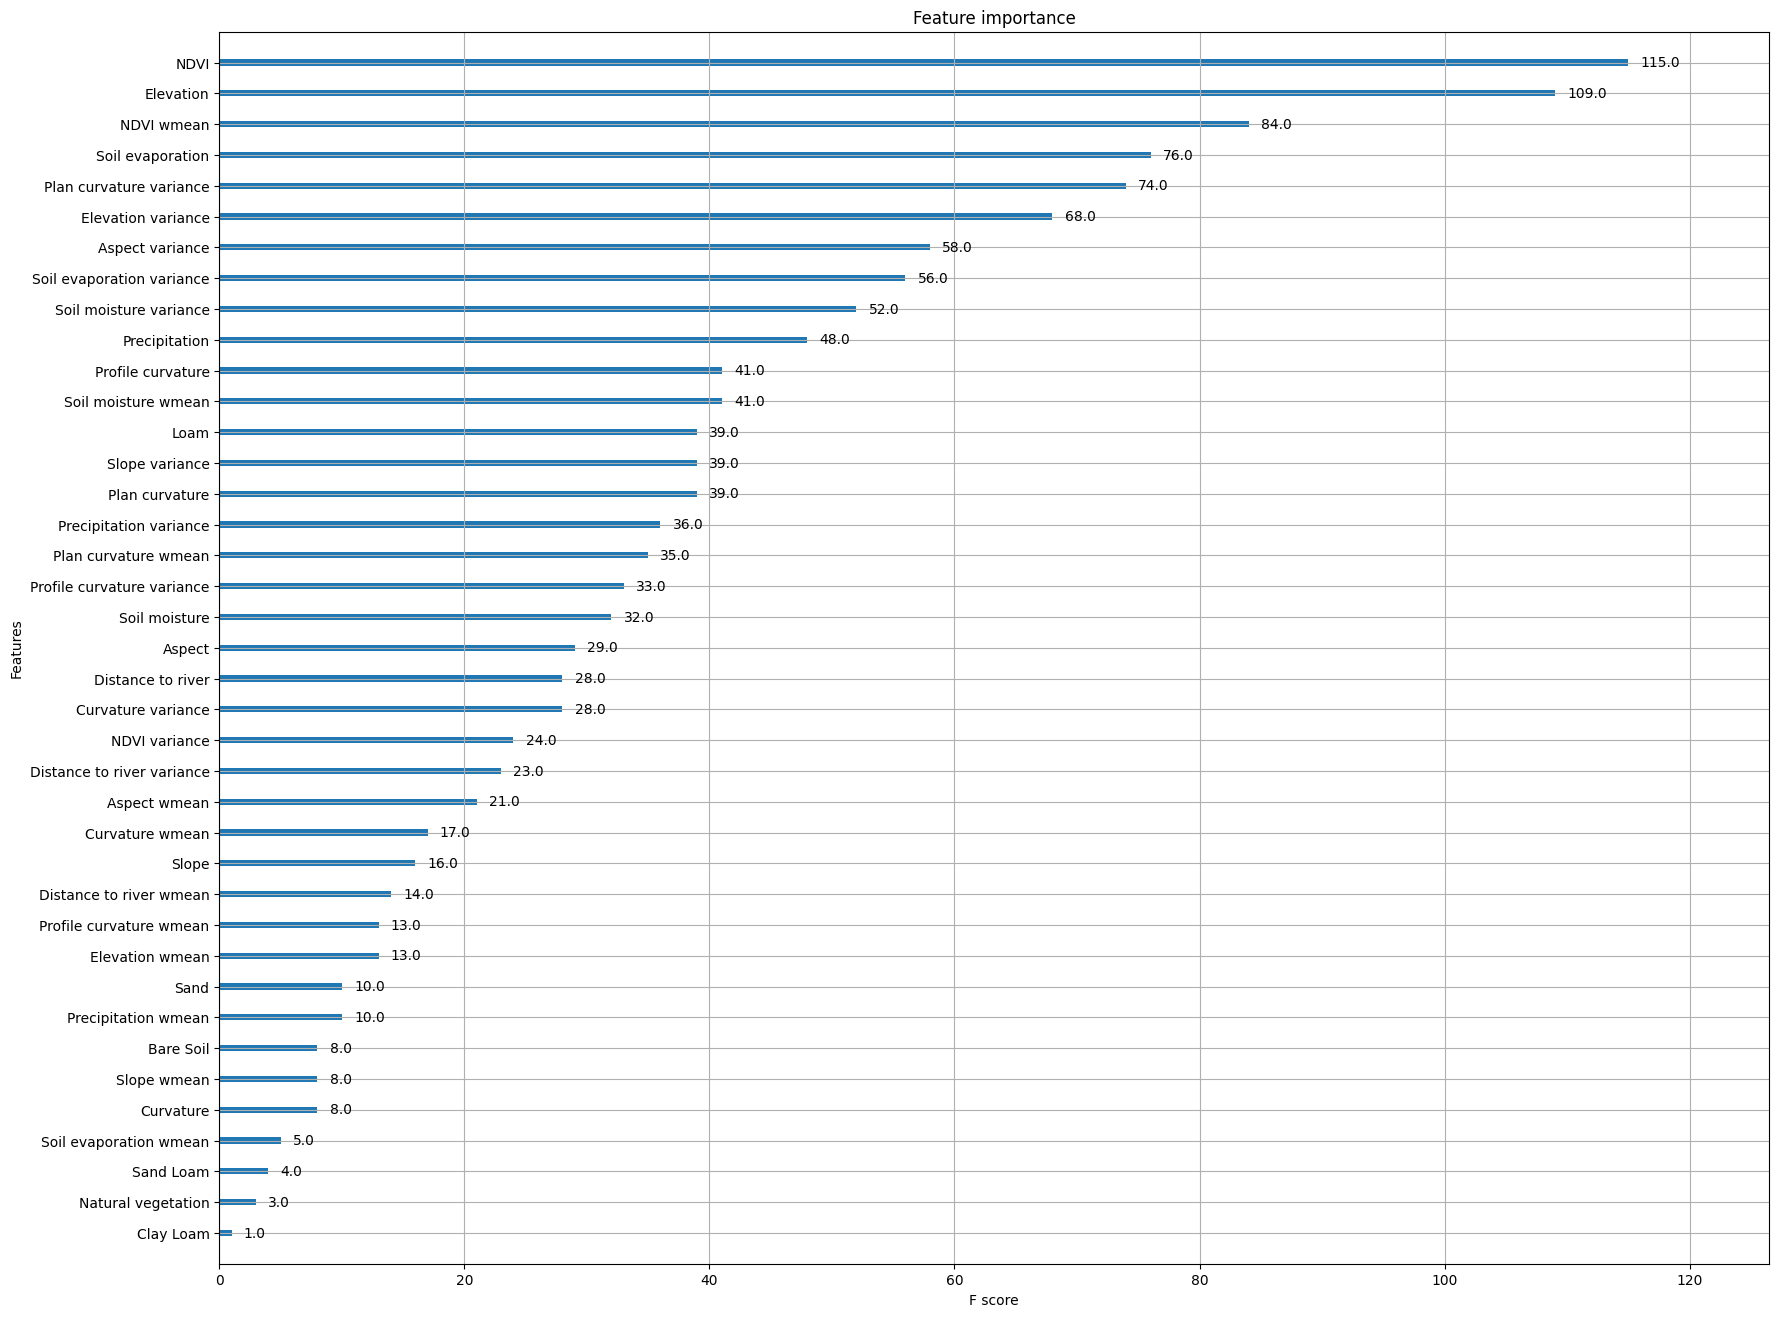 Feature importance
NDVI 115.0
Elevation 109.0
NDVI wmean 84.0
Soil evaporation 76.0
Plan curvature variance 74.0
Elevation variance 68.0
Aspect variance 58.0
Soil evaporation variance 56.0
Soil moisture variance 52.0
Precipitation 48.0
Profile curvature 41.0
Soil moisture wmean 41.0
Loam 39.0
Slope variance 39.0
Plan curvature 39.0
Precipitation variance 36.0
Plan curvature wmean 35.0
Profile curvature variance 33.0
Soil moisture 32.0
Aspect 29.0
Distance to river 28.0
Curvature variance 28.0
NDVI variance 24.0
Distance to river variance 23.0
Aspect wmean 21.0
Curvature wmean 17.0
Slope 16.0
Distance to river wmean 14.0
Profile curvature wmean 13.0
Elevation wmean 13.0
Sand 10.0
Precipitation wmean 10.0
Bare Soil 8.0
Slope wmean 8.0
Curvature 8.0
Soil evaporation wmean 5.0
Sand Loam 4.0
Natural vegetation 3.0
Clay Loam 1.0
Features
0 20 40 60 80 100 120
F score